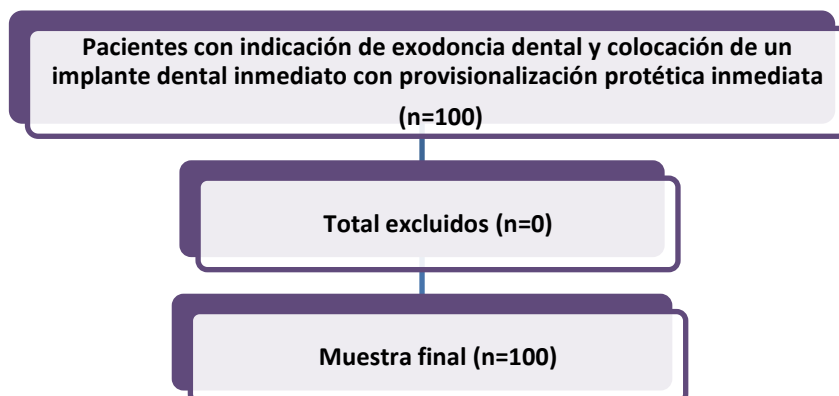 Pacientes con indicación de exodoncia dental y colocación de un
implante dental inmediato con provisionalización protética inmediata
(n=100)
Total excluidos (n=0)
Muestra final (n=100)